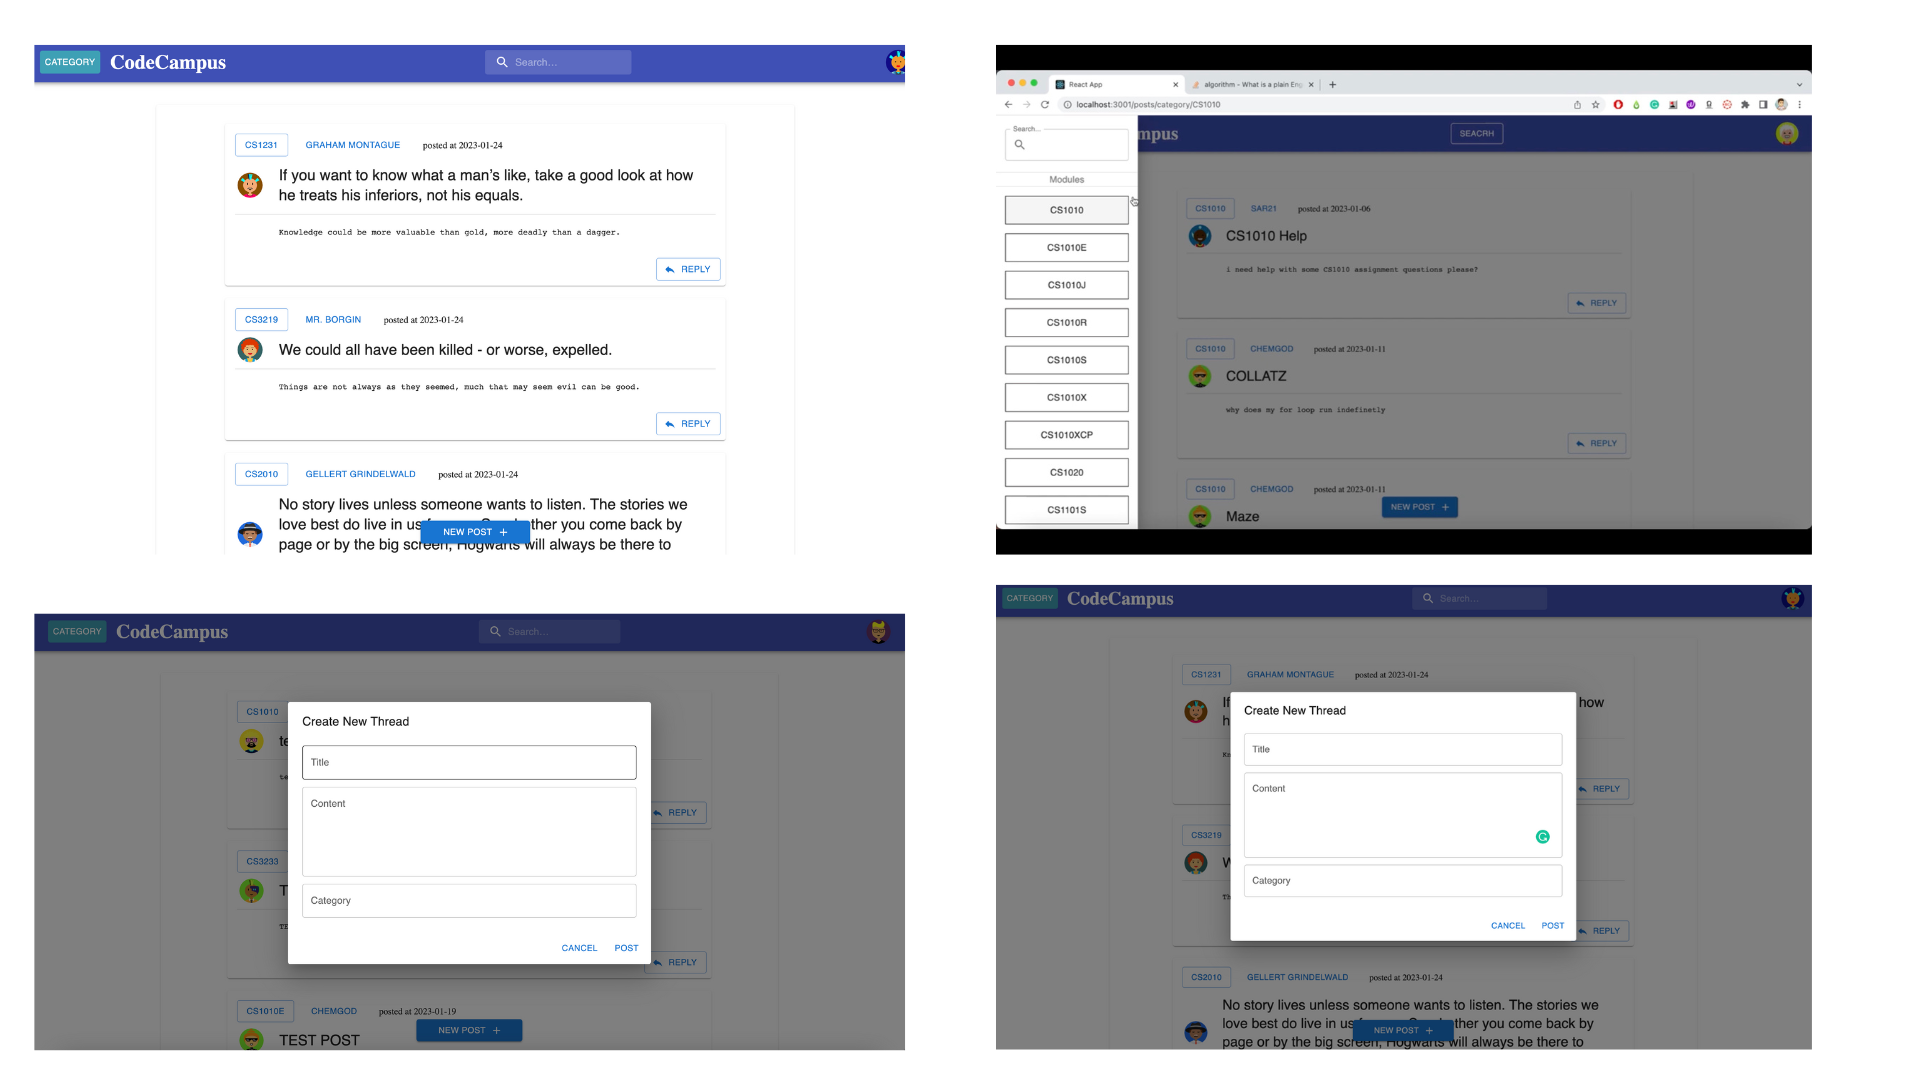 CATEGORY CodeCampus Search...
CS1231 GRAHAM MONTAGUE posted at 2023-01-24
If you want to know what a man's like, take a good look at how
he treats his inferiors, not his equals.
Knowledge could be more valuable than gold, more deadly than a dagger.
REPLY
CS3219 MR. BORGIN posted at 2023-01-24
We could all have been killed - or worse, expelled.
Things are not always as they seemed, much that may seem evil can be good.
REPLY
CS2010 GELLERT GRINDELWALD posted at 2023-01-24
No story lives unless someone wants to listen. The stories we
love best do live in us ther you come back by
NEW POST +
page or by the big screen, Hogwarts will always be there to
React App × algorithm - What is a plain Eng × +
localhost:3001/posts/category/CS1010
Search... mpus SEACRH
Modules
CS1010
CS1010E
CS1010J
CS1010R
CS1010S
CS1010X
CS1010XCP
CS1020
CS1101S
CS1010 SAR21 posted at 2023-01-06
CS1010 Help
i need help with some CS1010 assignment questions please?
REPLY
CS1010 CHEMGOD posted at 2023-01-11
COLLATZ
why does my for loop run indefinetly
REPLY
CS1010 CHEMGOD posted at 2023-01-11
NEW POST +
Maze
CATEGORY CodeCampus Search...
CS1010
te
te
REPLY
CS3233
T
TE
REPLY
Create New Thread
Title
Content
Category
CANCEL POST
CS1010E CHEMGOD posted at 2023-01-19
NEW POST +
TEST POST
CATEGORY CodeCampus Search...
CS1231 GRAHAM MONTAGUE posted at 2023-01-24
If how
h
Kn
REPLY
CS3219
W
Th
REPLY
Create New Thread
Title
Content
Category
CANCEL POST
CS2010 GELLERT GRINDELWALD posted at 2023-01-24
No story lives unless someone wants to listen. The stories we
love best do live in us ther you come back by
NEW POST +
page or by the big screen, Hogwarts will always be there to